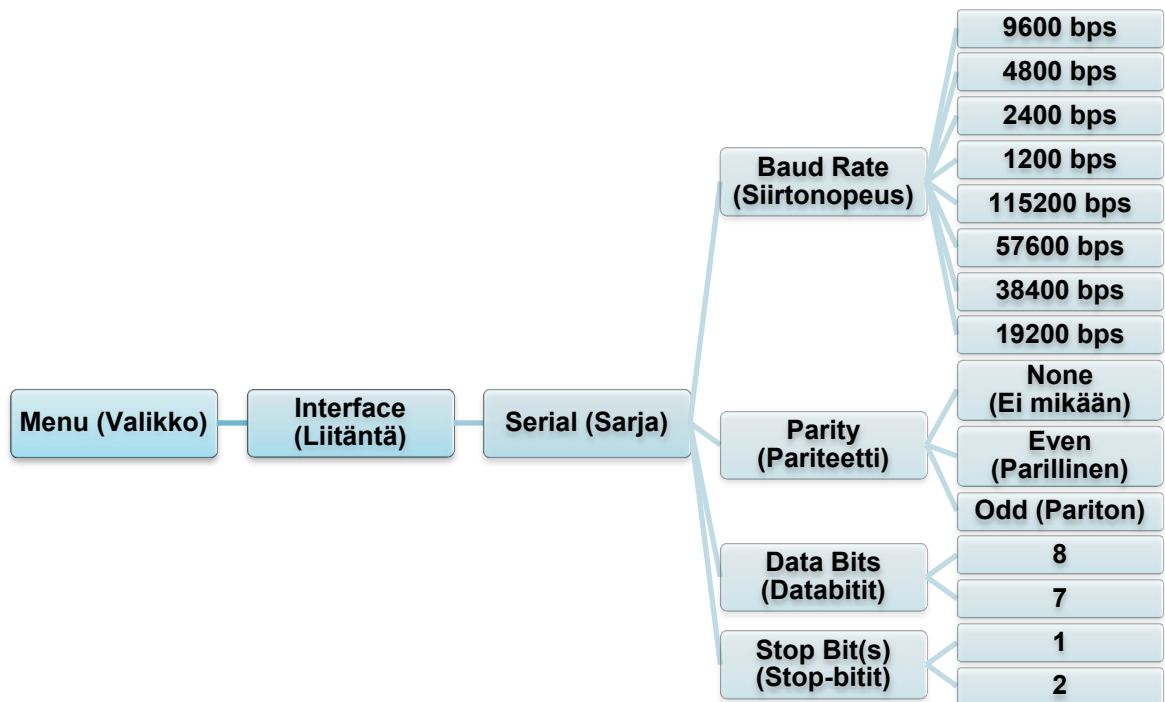 Menu (Valikko)
Interface
(Liitäntä)
Serial (Sarja)
Baud Rate
(Siirtonopeus)
9600 bps
4800 bps
2400 bps
1200 bps
115200 bps
57600 bps
38400 bps
19200 bps
Parity
(Pariteetti)
None
(Ei mikään)
Even
(Parillinen)
Odd (Pariton)
Data Bits
(Databitit)
8
7
Stop Bit(s)
(Stop-bitit)
1
2